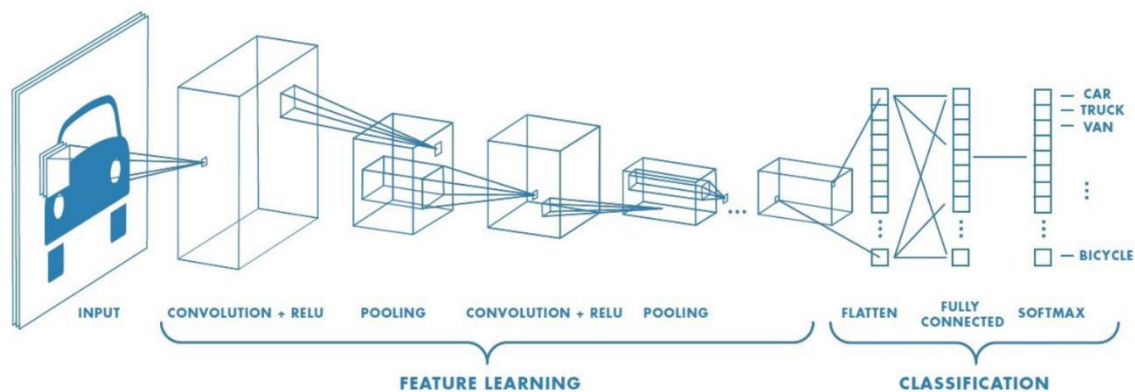 CAR
TRUCK
VAN
BICYCLE
INPUT
CONVOLUTION + RELU
POOLING
CONVOLUTION + RELU
POOLING
FLATTEN
FULLY
CONNECTED
SOFTMAX
FEATURE LEARNING
CLASSIFICATION